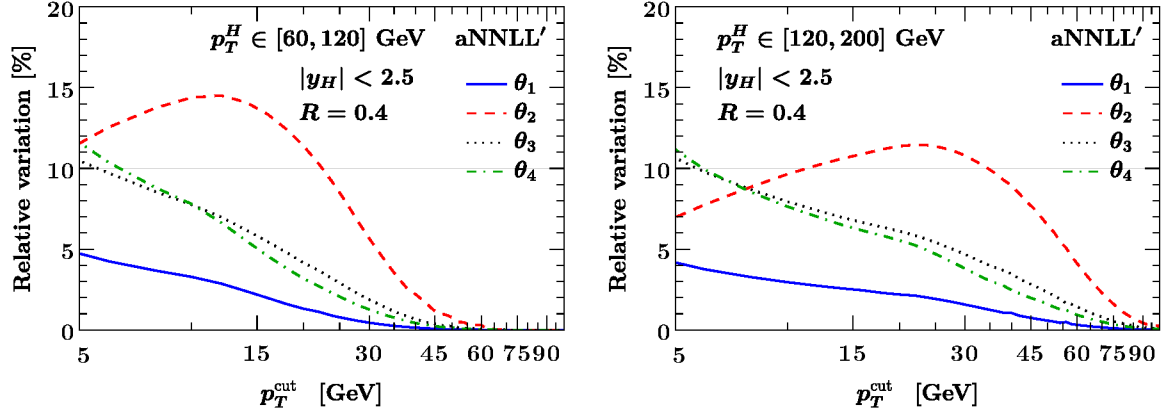 Relative variation [%]
20
15
10
5
0
p_T^H ∈ [60, 120] GeV aNNLL′
|y_H| < 2.5
R = 0.4
θ₁
θ₂
θ₃
θ₄
5 15 30 45 60 75 90
p_T^cut [GeV]
Relative variation [%]
20
15
10
5
0
p_T^H ∈ [120, 200] GeV aNNLL′
|y_H| < 2.5
R = 0.4
θ₁
θ₂
θ₃
θ₄
5 15 30 45 60 75 90
p_T^cut [GeV]